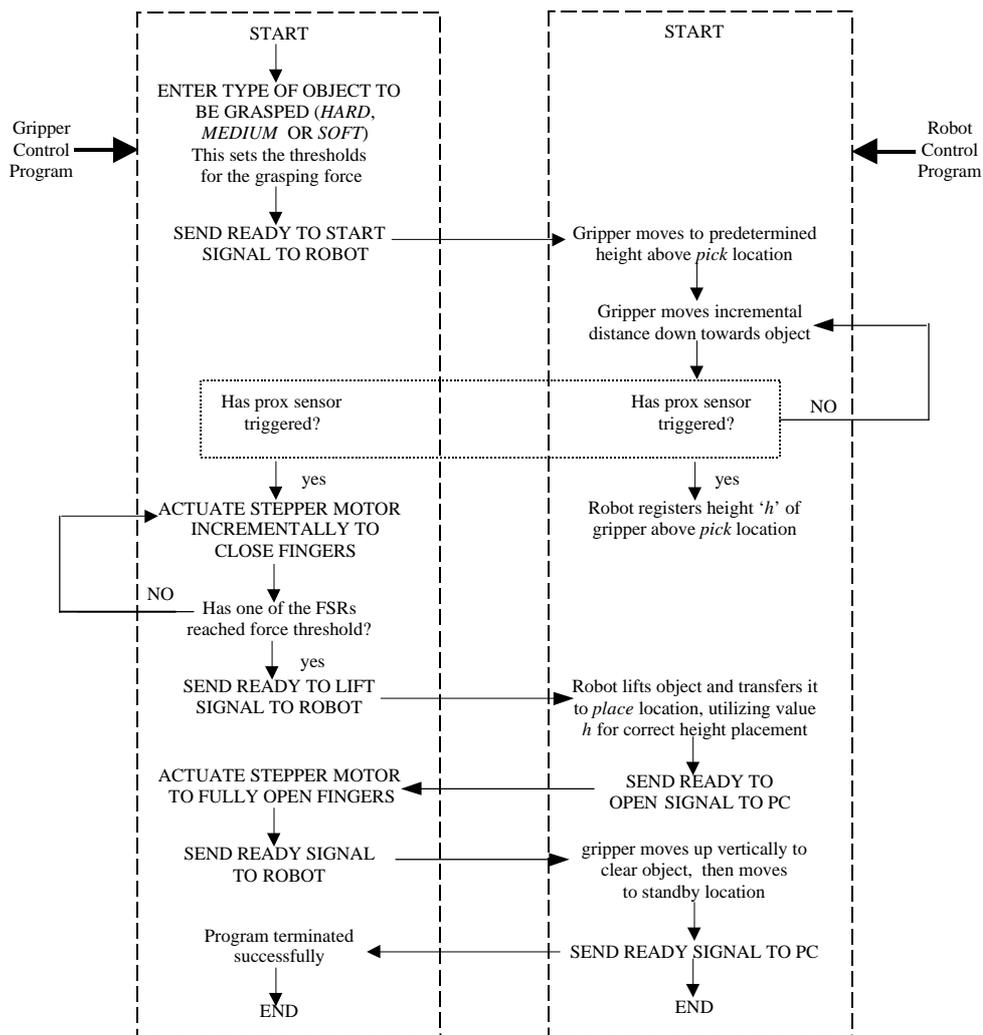 START
ENTER TYPE OF OBJECT TO
BE GRASPED (HARD,
MEDIUM OR SOFT)
This sets the thresholds
for the grasping force
Gripper
Control
Program
SEND READY TO START
SIGNAL TO ROBOT
START
Robot
Control
Program
Gripper moves to predetermined
height above pick location
Gripper moves incremental
distance down towards object
Has prox sensor
triggered?
Has prox sensor
triggered?
NO
yes
ACTUATE STEPPER MOTOR
INCREMENTALLY TO
CLOSE FINGERS
yes
Robot registers height ‘h’ of
gripper above pick location
NO
Has one of the FSRs
reached force threshold?
yes
SEND READY TO LIFT
SIGNAL TO ROBOT
Robot lifts object and transfers it
to place location, utilizing value
h for correct height placement
SEND READY TO
OPEN SIGNAL TO PC
ACTUATE STEPPER MOTOR
TO FULLY OPEN FINGERS
SEND READY SIGNAL
TO ROBOT
gripper moves up vertically to
clear object, then moves
to standby location
SEND READY SIGNAL TO PC
END
Program terminated
successfully
END